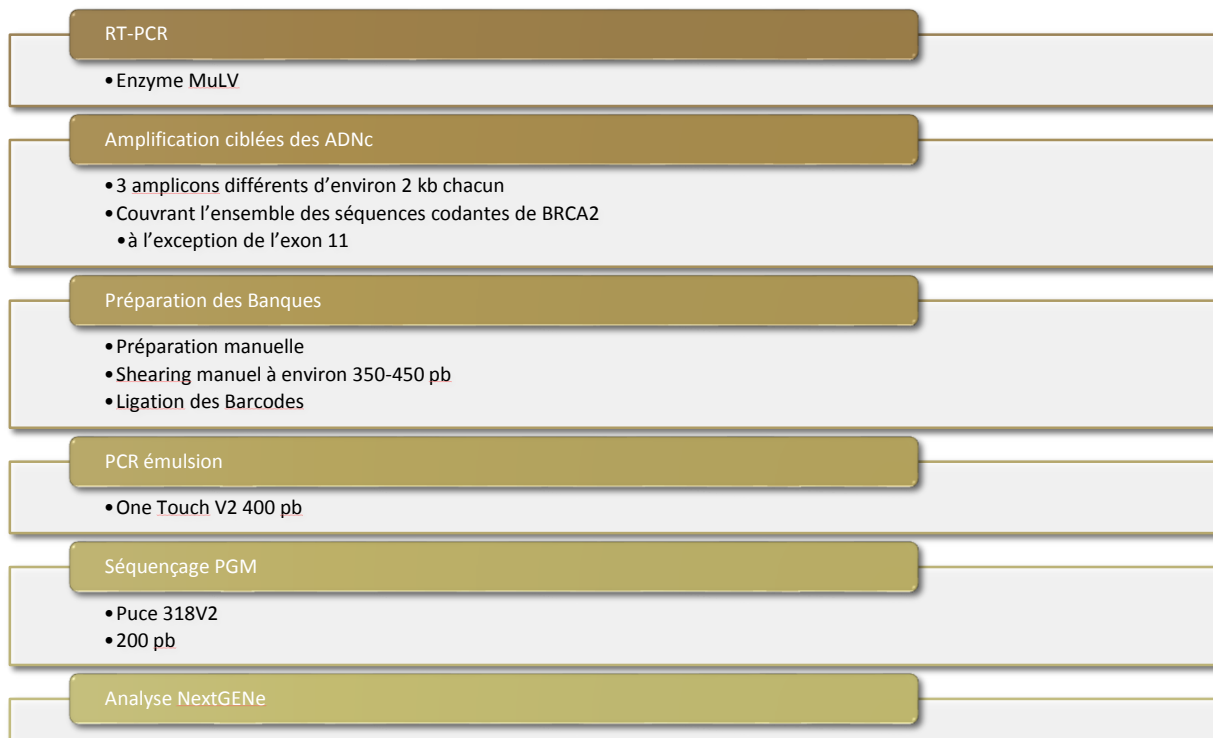 RT-PCR
•Enzyme MuLV
Amplification ciblées des ADNc
•3 amplicons différents d’environ 2 kb chacun
•Couvrant l’ensemble des séquences codantes de BRCA2
•à l’exception de l’exon 11
Préparation des Banques
•Préparation manuelle
•Shearing manuel à environ 350-450 pb
•Ligation des Barcodes
PCR émulsion
•One Touch V2 400 pb
Séquençage PGM
•Puce 318V2
•200 pb
Analyse NextGENe